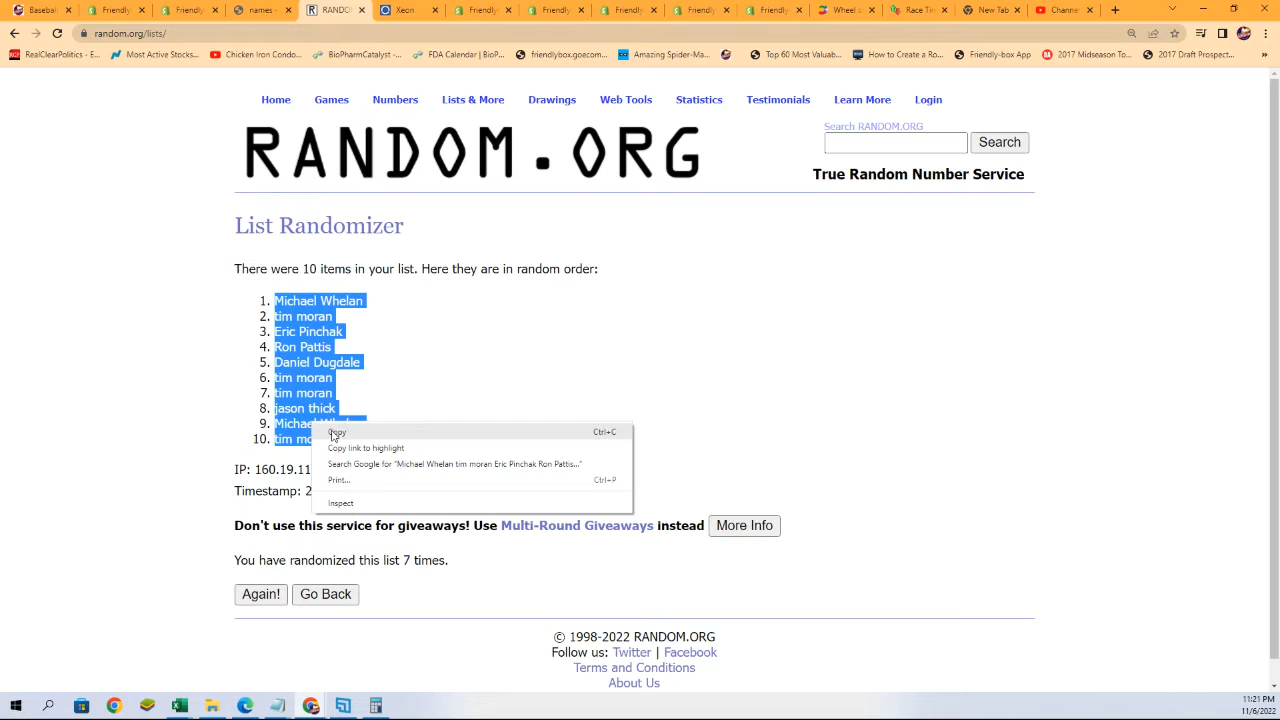 Baseball
Friendly
Friendly
names -
RANDOM
Xeon
Friendly
Friendly
Friendly
Friendly
Friendly
Wheel
Race Tim
New Tab
Channel
random.org/lists/
RealClearPolitics - E...
Most Active Stocks...
Chicken Iron Condo...
BioPharmCatalyst -...
FDA Calendar | BioP...
friendlybox.goecom...
Amazing Spider-Ma...
Top 60 Most Valuab...
How to Create a Ro...
Friendly-box App
2017 Midseason To...
2017 Draft Prospect...
Home Games Numbers Lists & More Drawings Web Tools Statistics Testimonials Learn More Login
RANDOM.ORG
Search RANDOM.ORG
Search
True Random Number Service
List Randomizer
There were 10 items in your list. Here they are in random order:
1. Michael Whelan
2. tim moran
3. Eric Pinchak
4. Ron Pattis
5. Daniel Dugdale
6. tim moran
7. tim moran
8. jason thick
9. Michael
10. tim mo
Copy Ctrl+C
Copy link to highlight
Search Google for "Michael Whelan tim moran Eric Pinchak Ron Pattis..."
Print... Ctrl+P
Inspect
IP: 160.19.11
Timestamp: 2
Don't use this service for giveaways! Use Multi-Round Giveaways instead More Info
You have randomized this list 7 times.
Again! Go Back
© 1998-2022 RANDOM.ORG
Follow us: Twitter | Facebook
Terms and Conditions
About Us
11:21 PM
11/6/2022